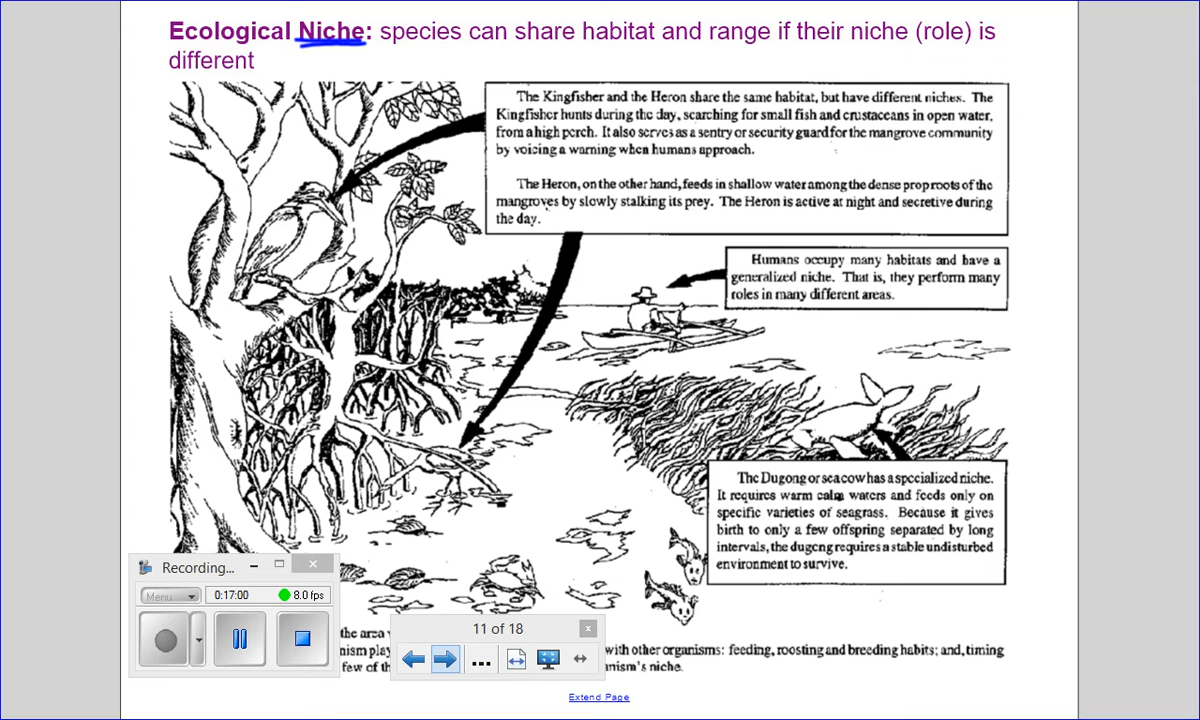 Ecological Niche: species can share habitat and range if their niche (role) is
different
The Kingfisher and the Heron share the same habitat, but have different niches. The
Kingfisher hunts during the day, searching for small fish and crustaceans in open water,
from a high perch. It also serves as a sentry or security guard for the mangrove community
by voicing a warning when humans approach.
The Heron, on the other hand, feeds in shallow water among the dense prop roots of the
mangroves by slowly stalking its prey. The Heron is active at night and secretive during
the day.
Humans occupy many habitats and have a
generalized niche. That is, they perform many
roles in many different areas.
The Dugong or sea cow has a specialized niche.
It requires warm calm waters and feeds only on
specific varieties of seagrass. Because it gives
birth to only a few offspring separated by long
intervals, the dugong requires a stable undisturbed
environment to survive.
Recording...
Menu
0:17:00
8.0 fps
11 of 18
the area
with other organisms: feeding, roosting and breeding habits; and, timing
few of
niche.
Extend Page